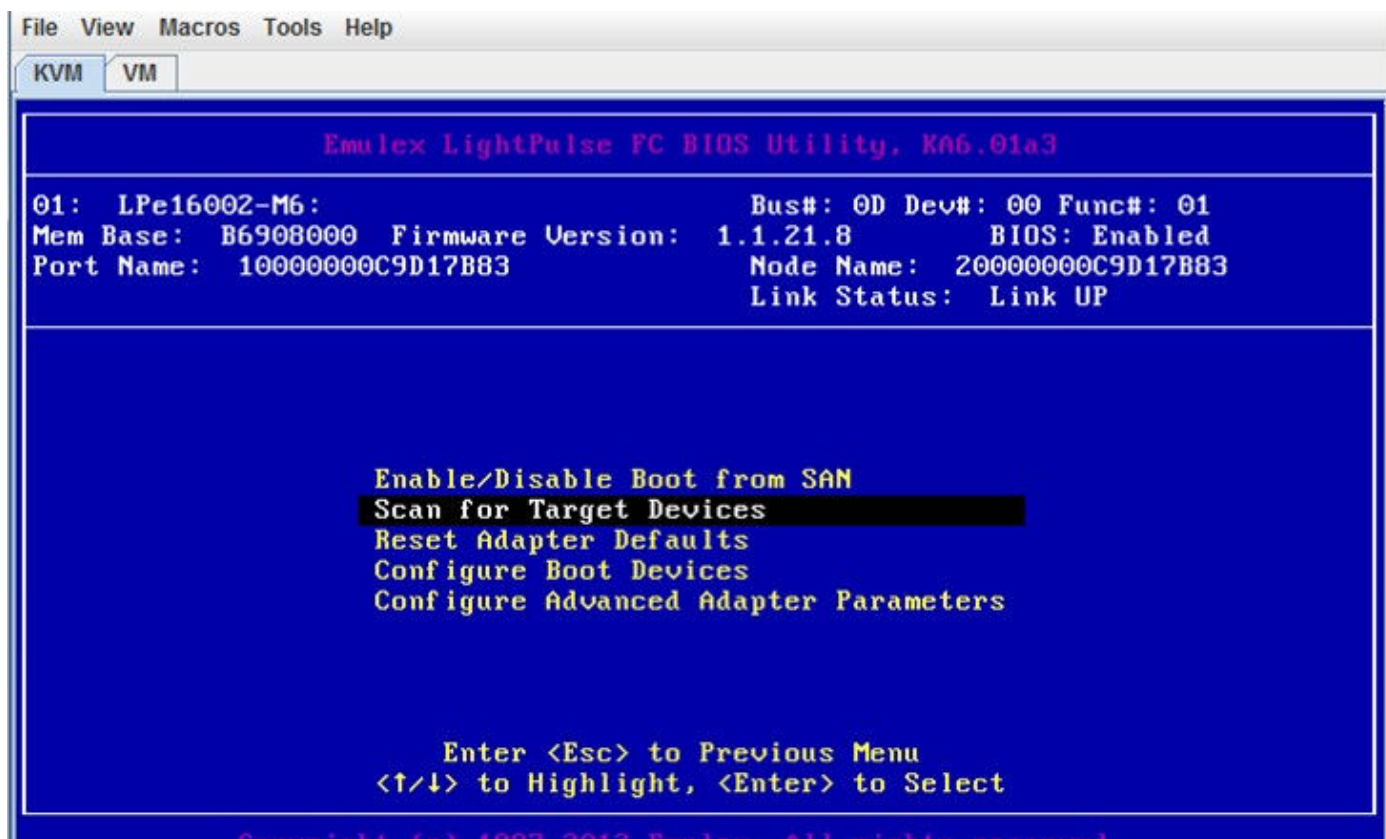 File View Macros Tools Help
KVM VM
Emulex LightPulse FC BIOS Utility, KA6.01a3
01: LPe16002-M6: Bus#: 0D Dev#: 00 Func#: 01
Mem Base: B6908000 Firmware Version: 1.1.21.8 BIOS: Enabled
Port Name: 10000000C9D17B83 Node Name: 20000000C9D17B83
Link Status: Link UP
Enable/Disable Boot from SAN
Scan for Target Devices
Reset Adapter Defaults
Configure Boot Devices
Configure Advanced Adapter Parameters
Enter <Esc> to Previous Menu
<↑/↓> to Highlight, <Enter> to Select